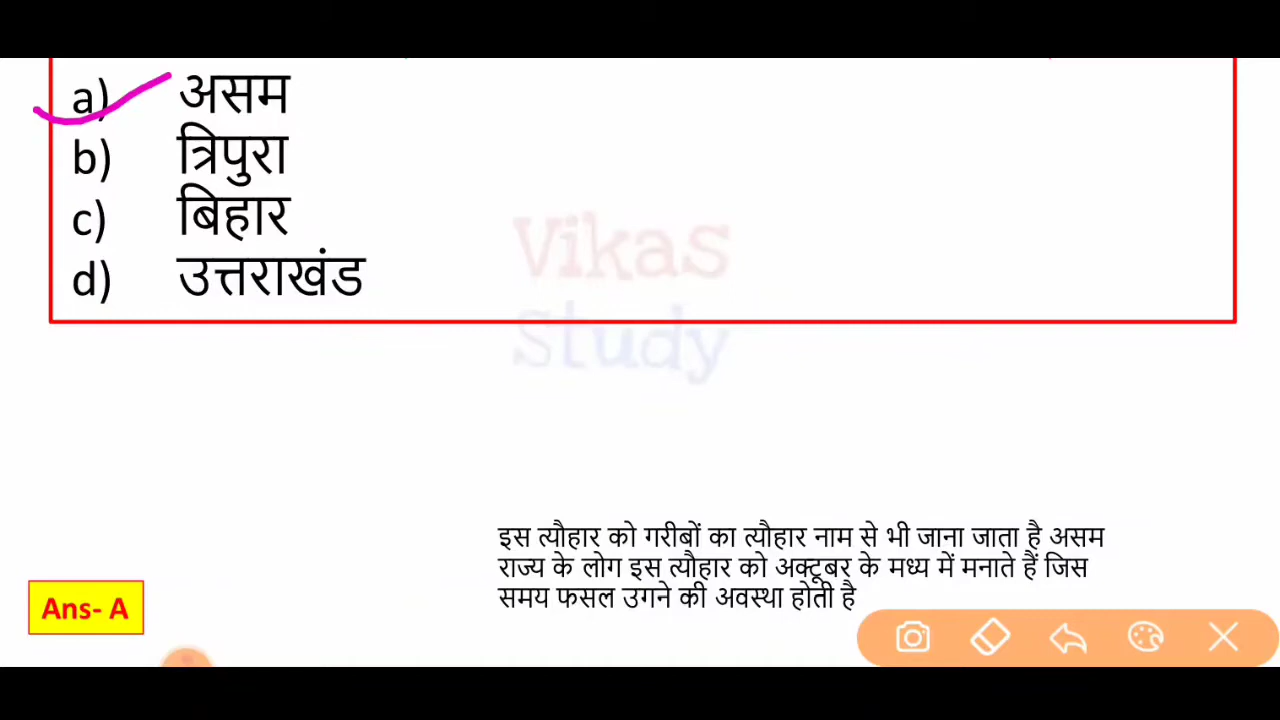 a) असम
b) त्रिपुरा
c) बिहार
d) उत्तराखंड
Vikas
Study
इस त्यौहार को गरीबों का त्यौहार नाम से भी जाना जाता है असम
राज्य के लोग इस त्यौहार को अक्टूबर के मध्य में मनाते हैं जिस
समय फसल उगने की अवस्था होती है
Ans- A